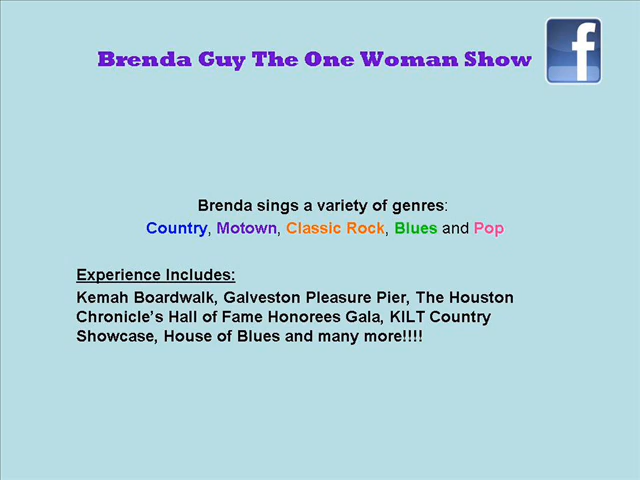 Brenda Guy The One Woman Show
f
Brenda sings a variety of genres:
Country, Motown, Classic Rock, Blues and Pop
Experience Includes:
Kemah Boardwalk, Galveston Pleasure Pier, The Houston
Chronicle’s Hall of Fame Honorees Gala, KILT Country
Showcase, House of Blues and many more!!!!